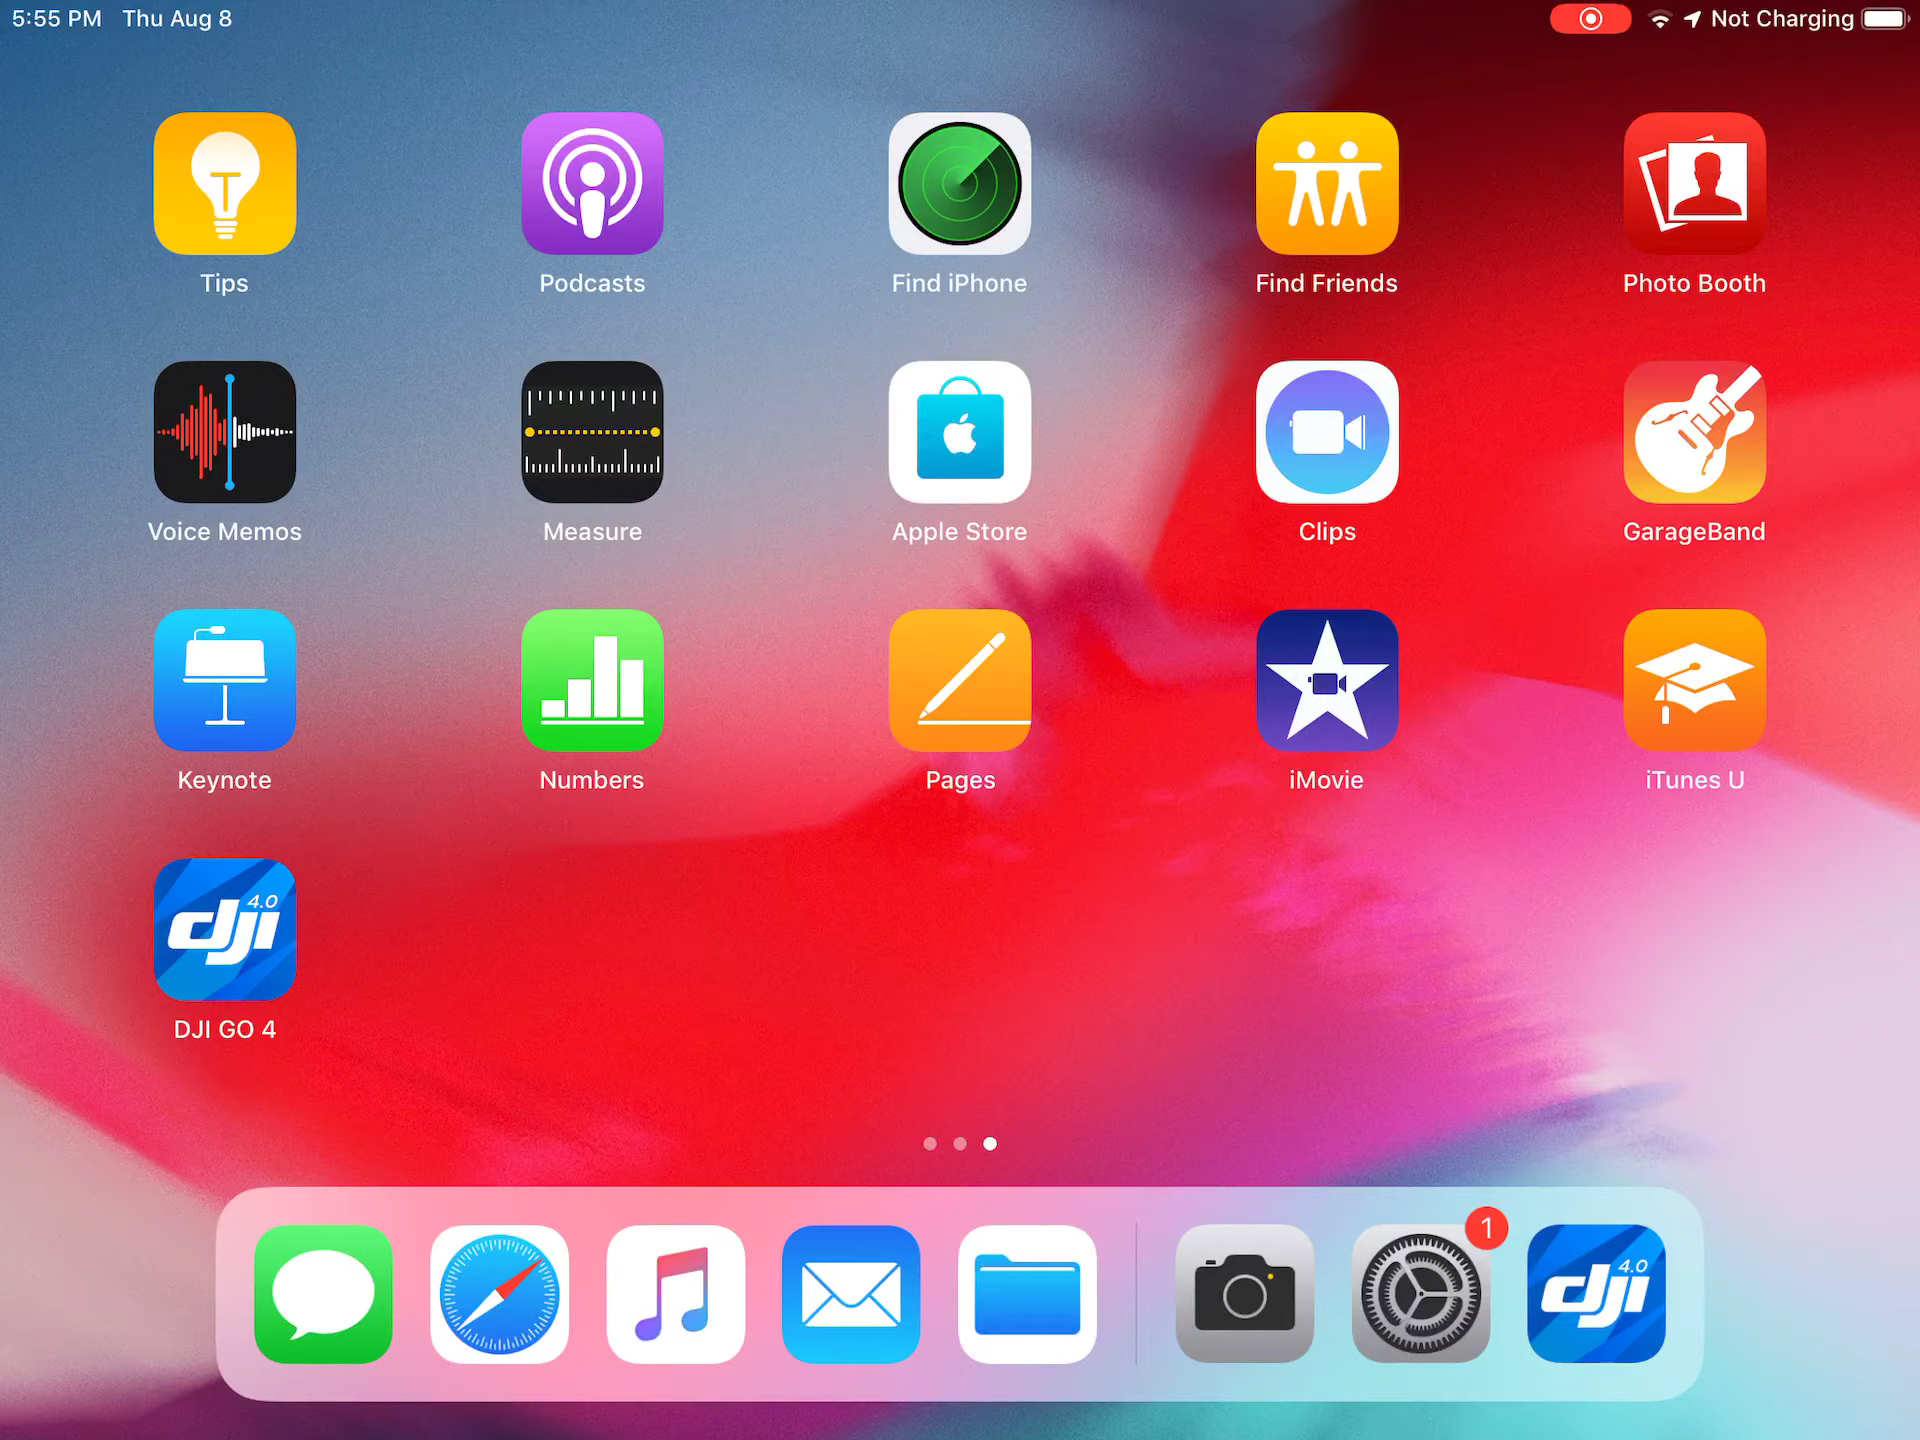 5:55 PM Thu Aug 8 Not Charging
Tips Podcasts Find iPhone Find Friends Photo Booth
Voice Memos Measure Apple Store Clips GarageBand
Keynote Numbers Pages iMovie iTunes U
dji 4.0
DJI GO 4
1
dji 4.0